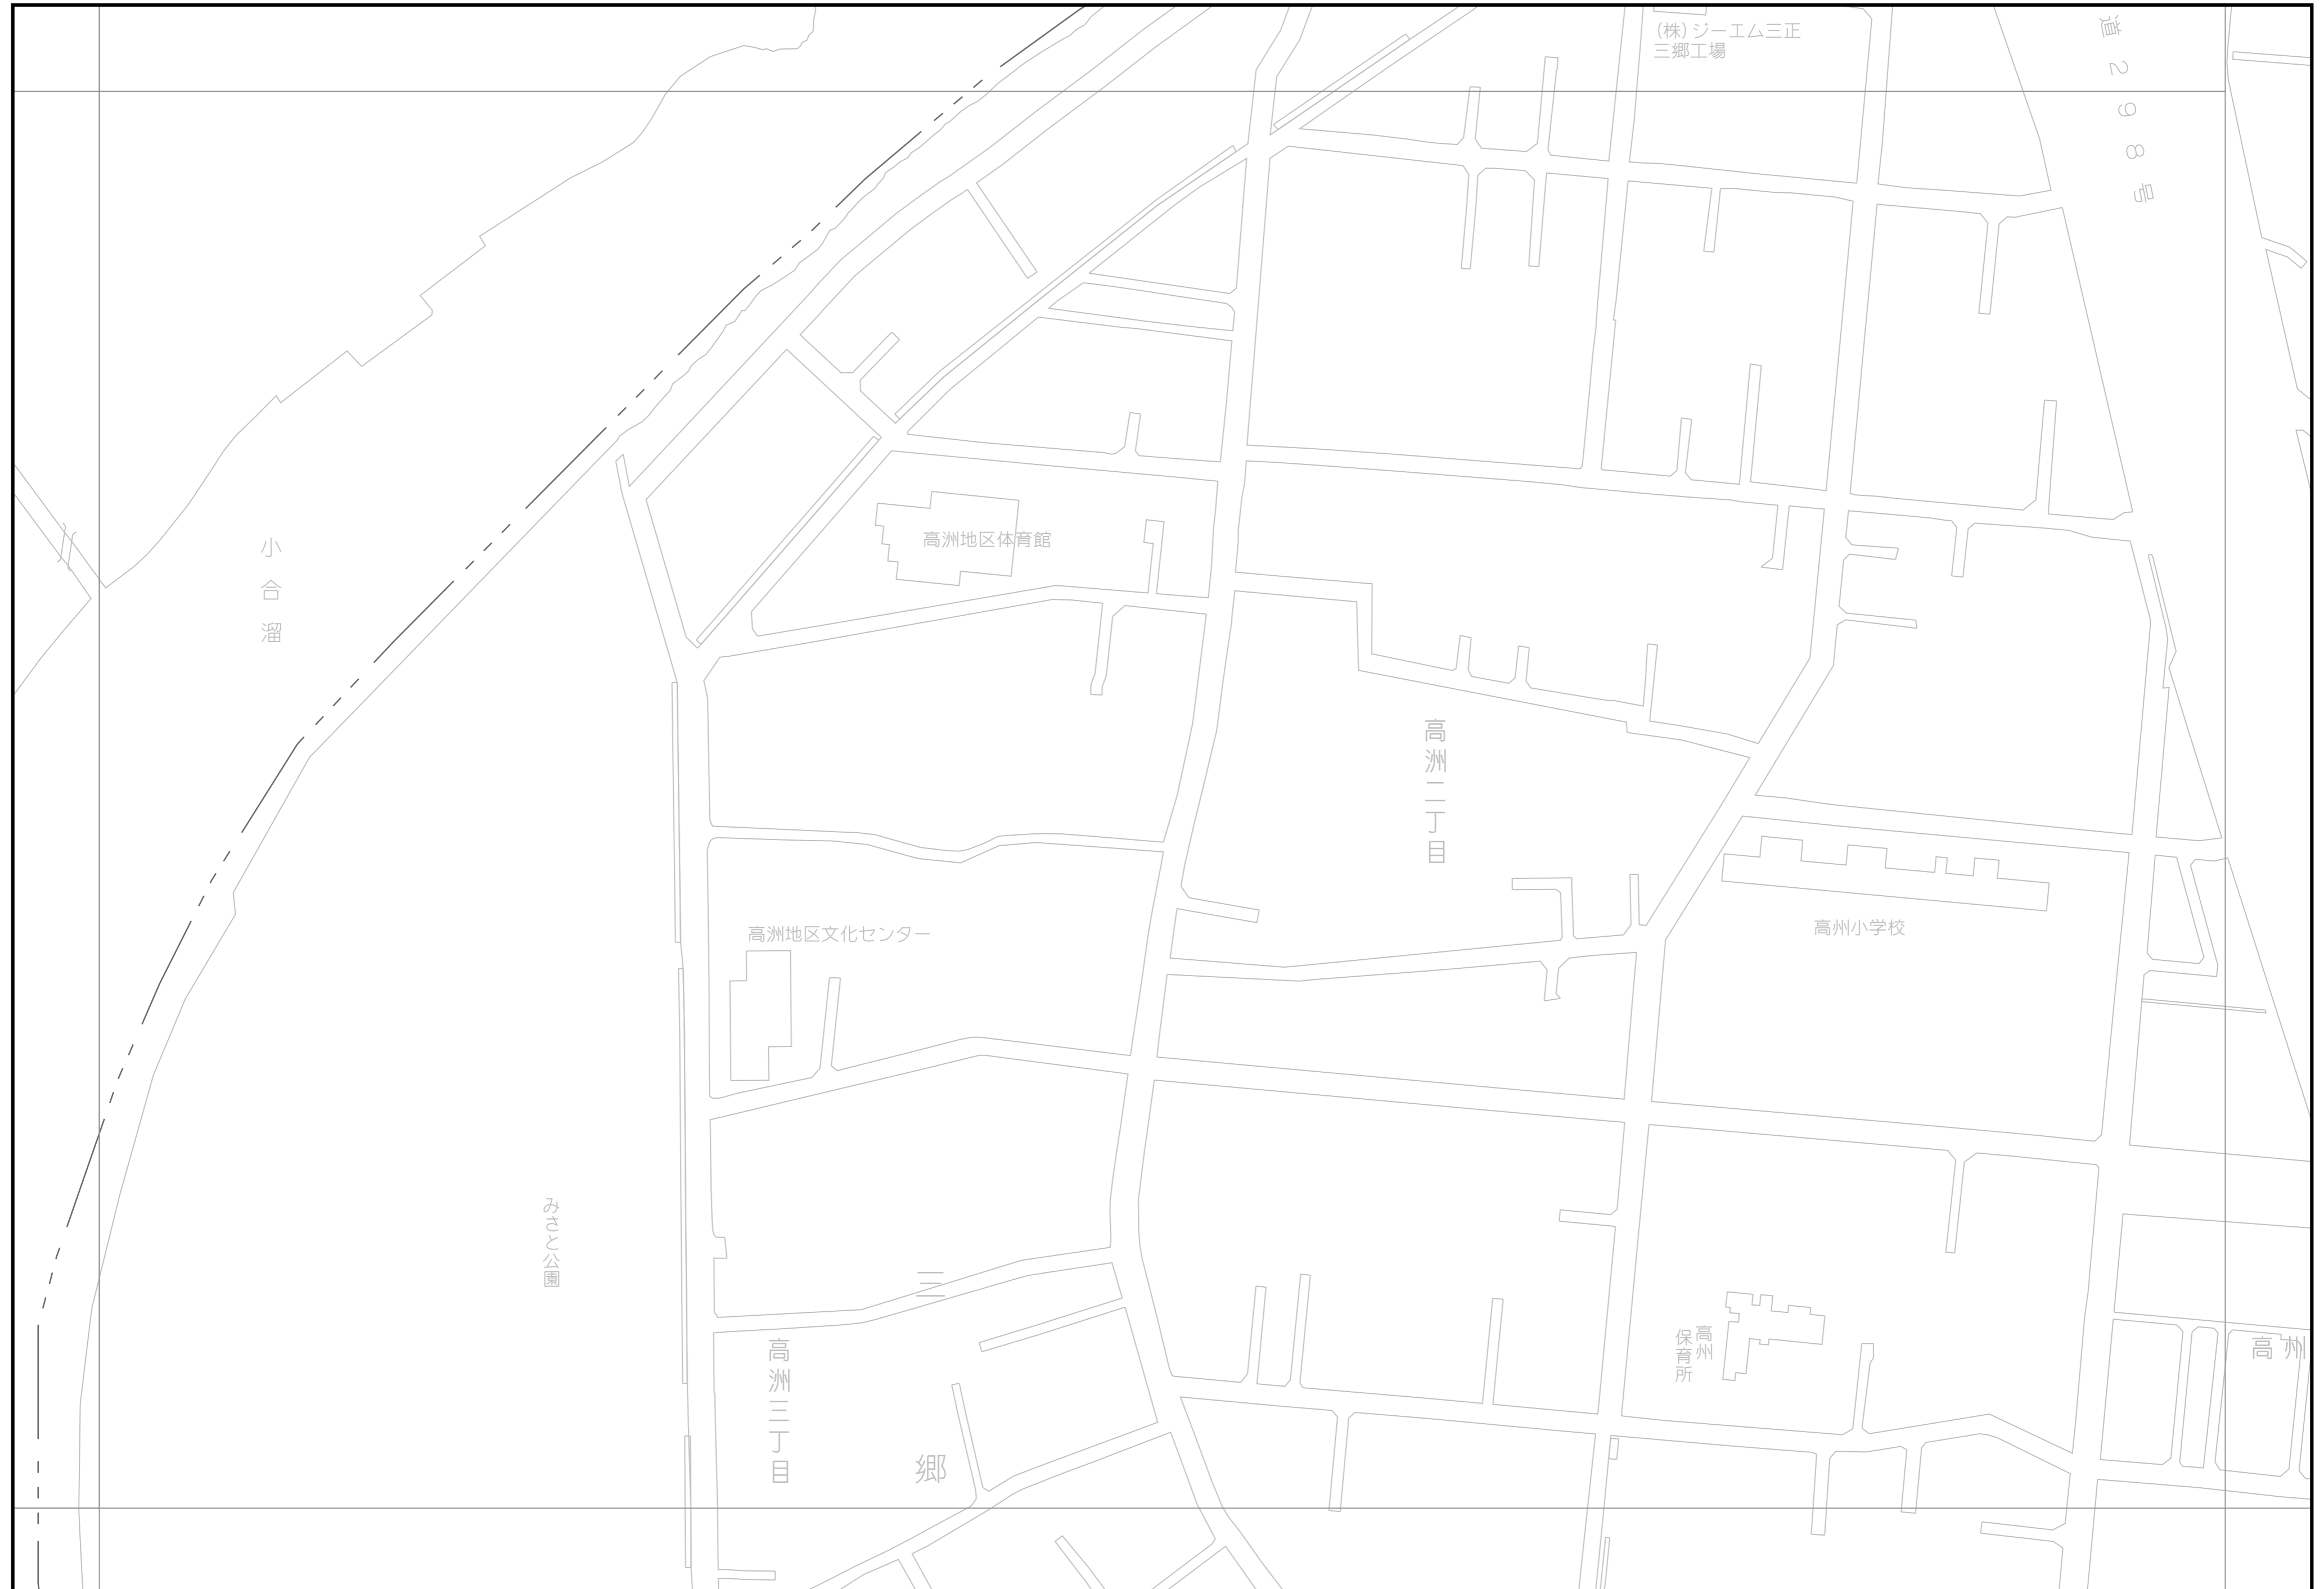 (株)ジーエム三正
三郷工場
道298号
小合溜
高洲地区体育館
高洲二丁目
高洲地区文化センター
高州小学校
みさと公園
三郷
高洲三丁目
高州
保育所
高州